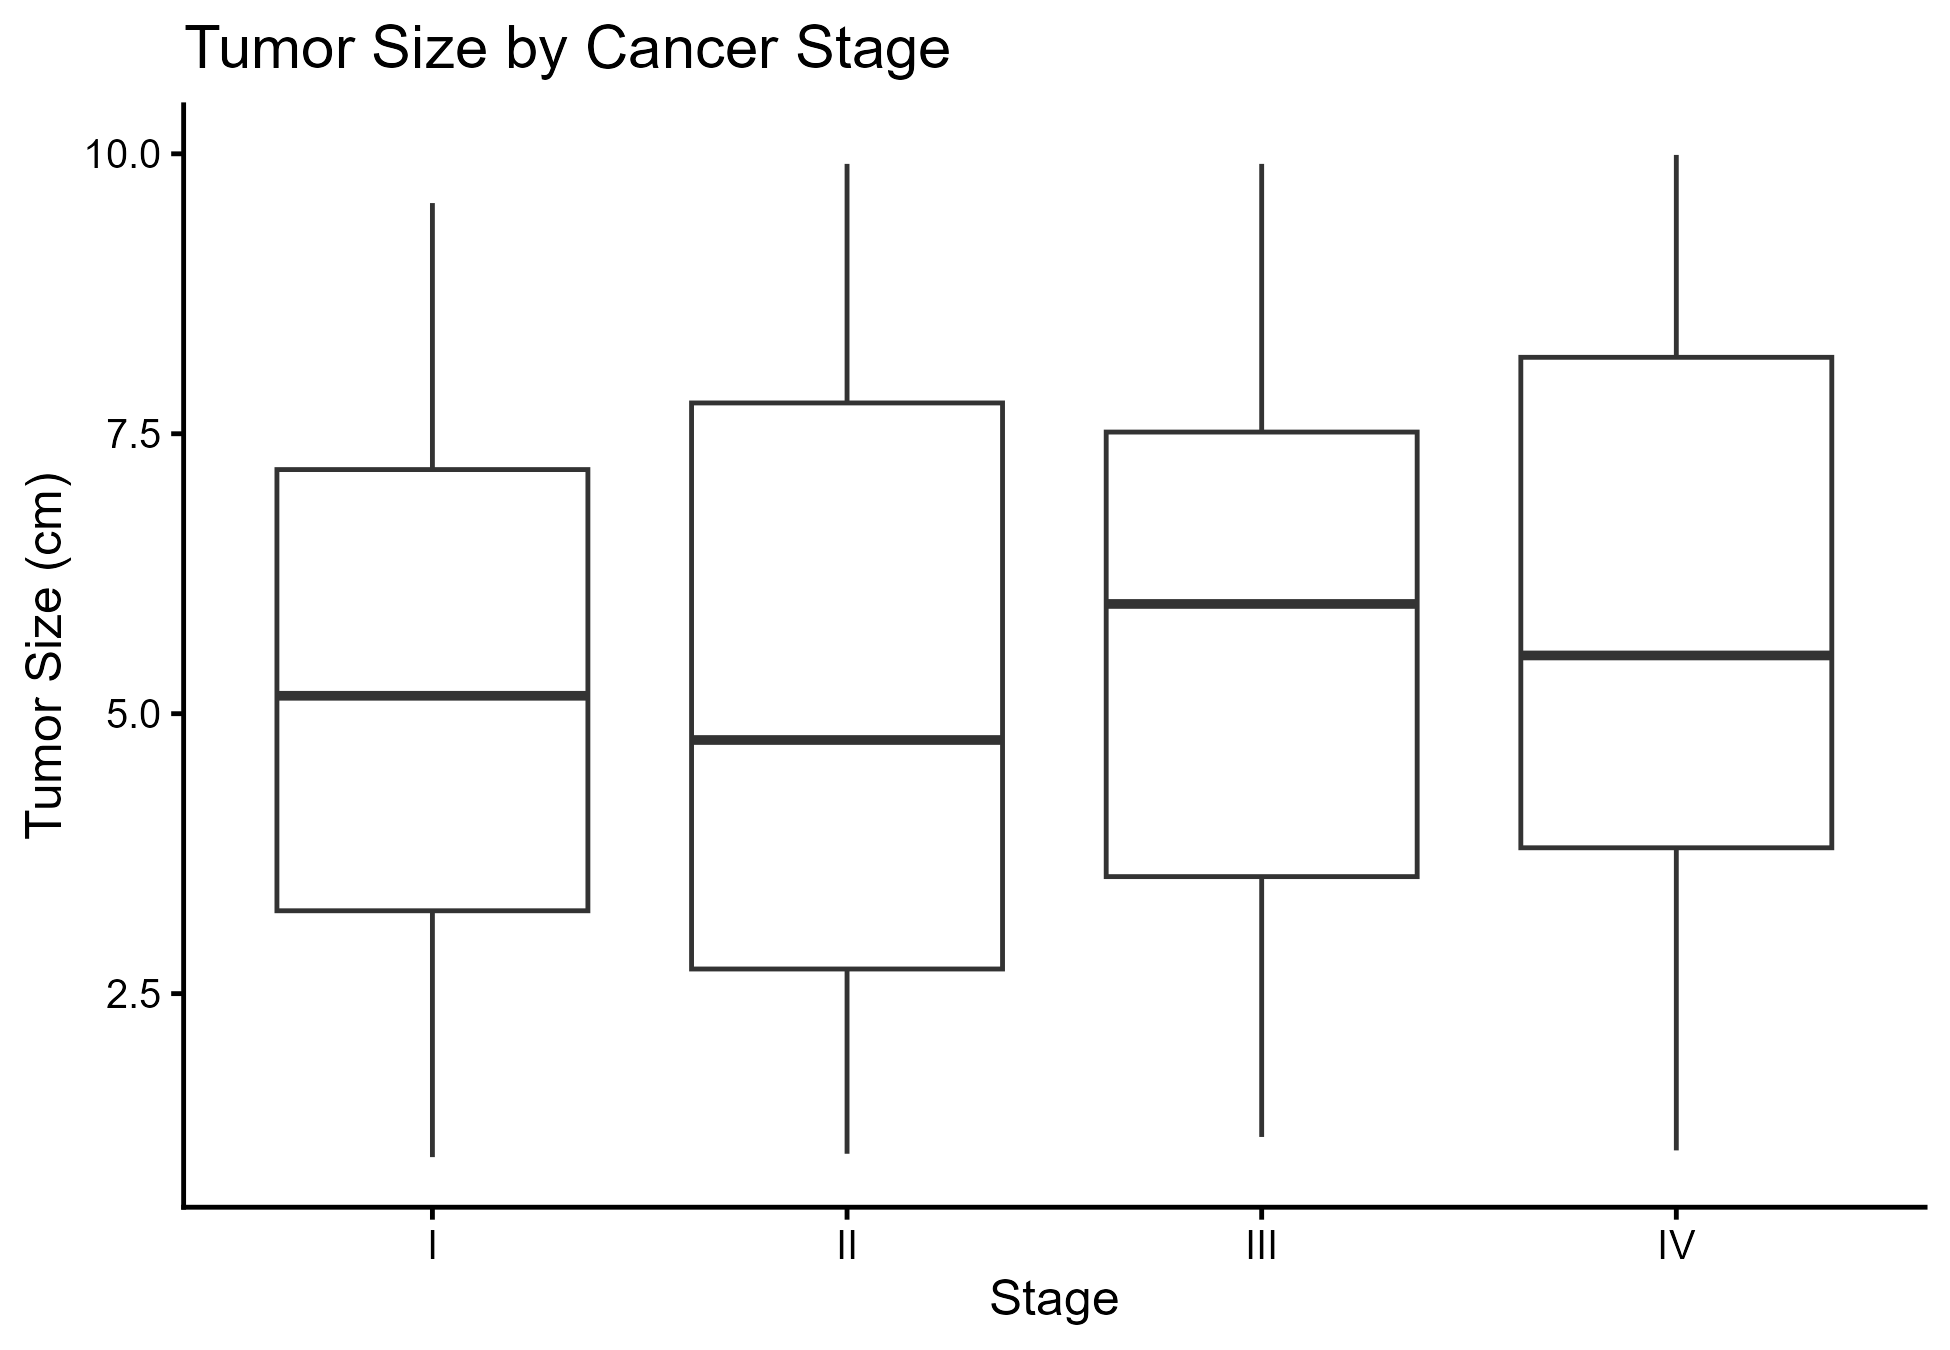 Tumor Size by Cancer Stage
10.0
7.5
5.0
2.5
Tumor Size (cm)
I
II
III
IV
Stage